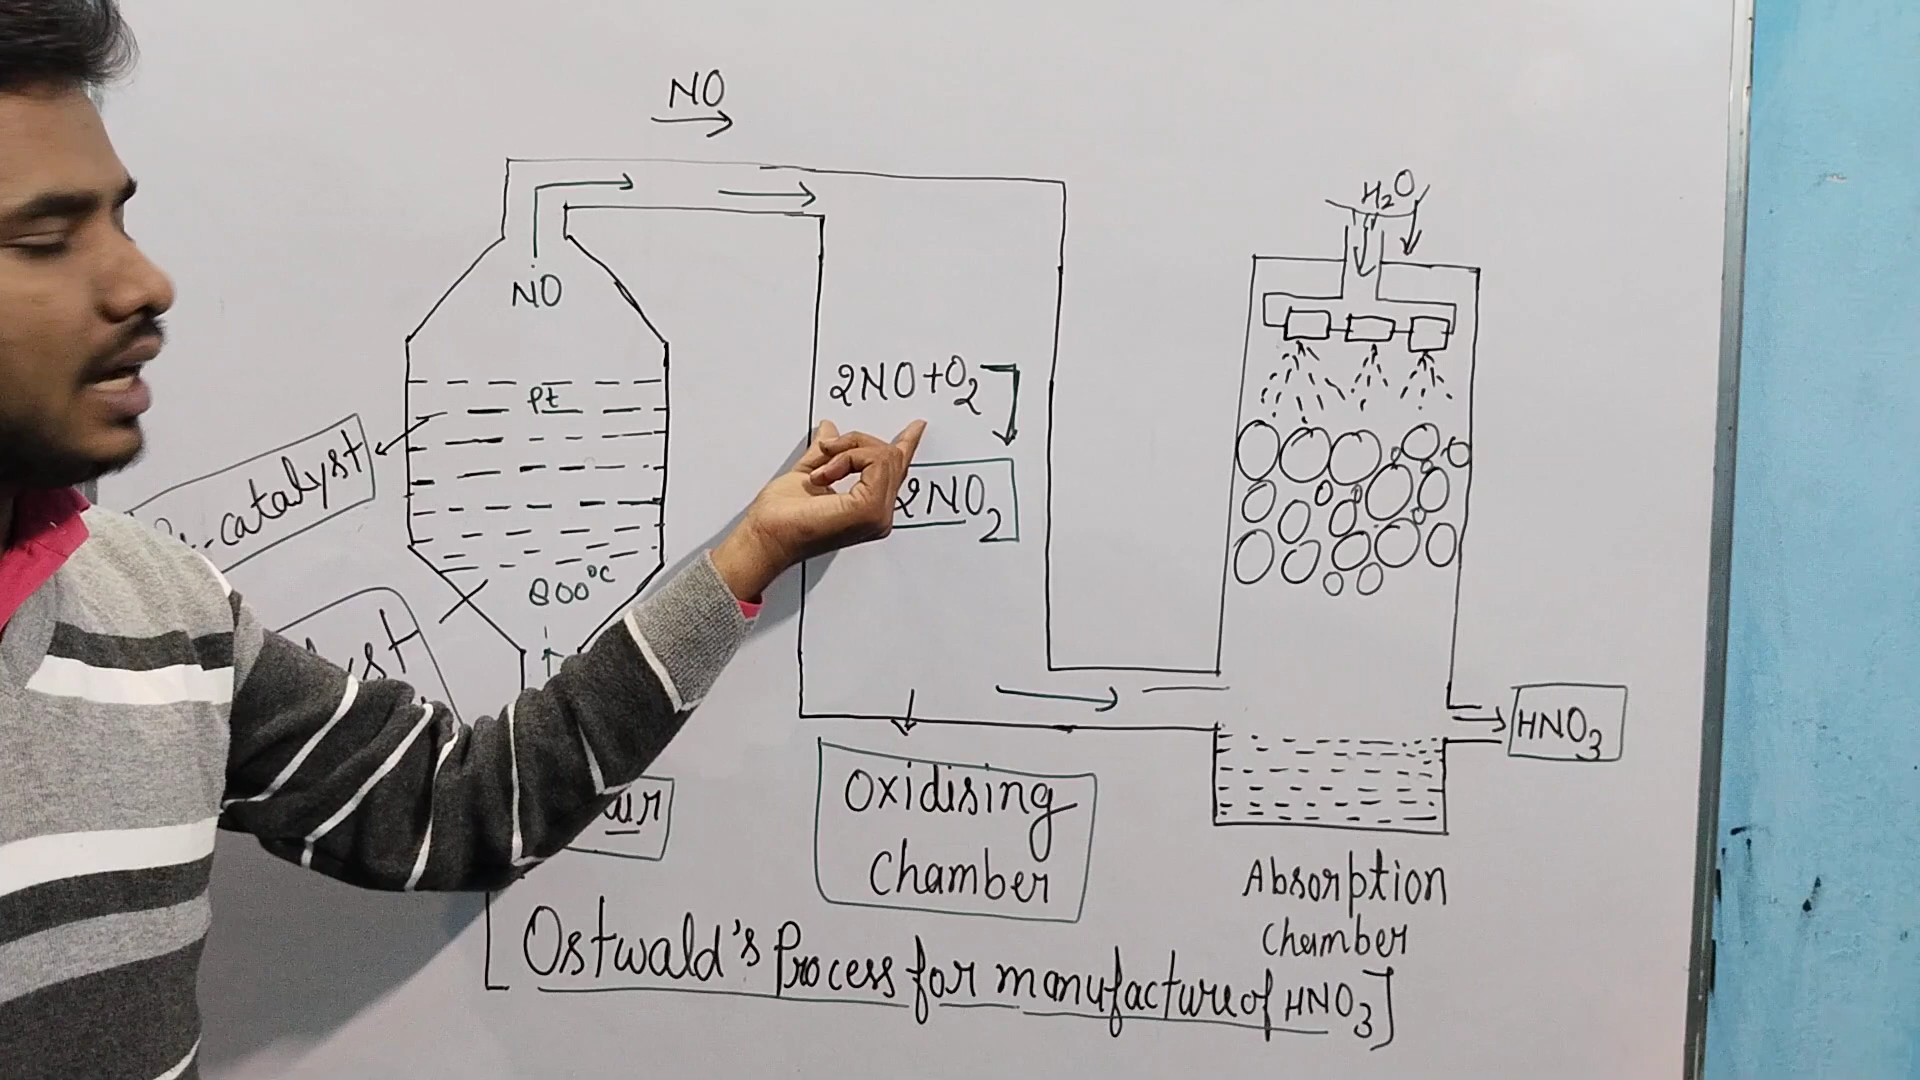 NO
H₂O
NO
2NO+O₂
Pt
catalyst
2NO₂
800°C
HNO₃
Oxidising
Chamber
Absorption
Chamber
Ostwald's Process for manufacture of HNO₃]